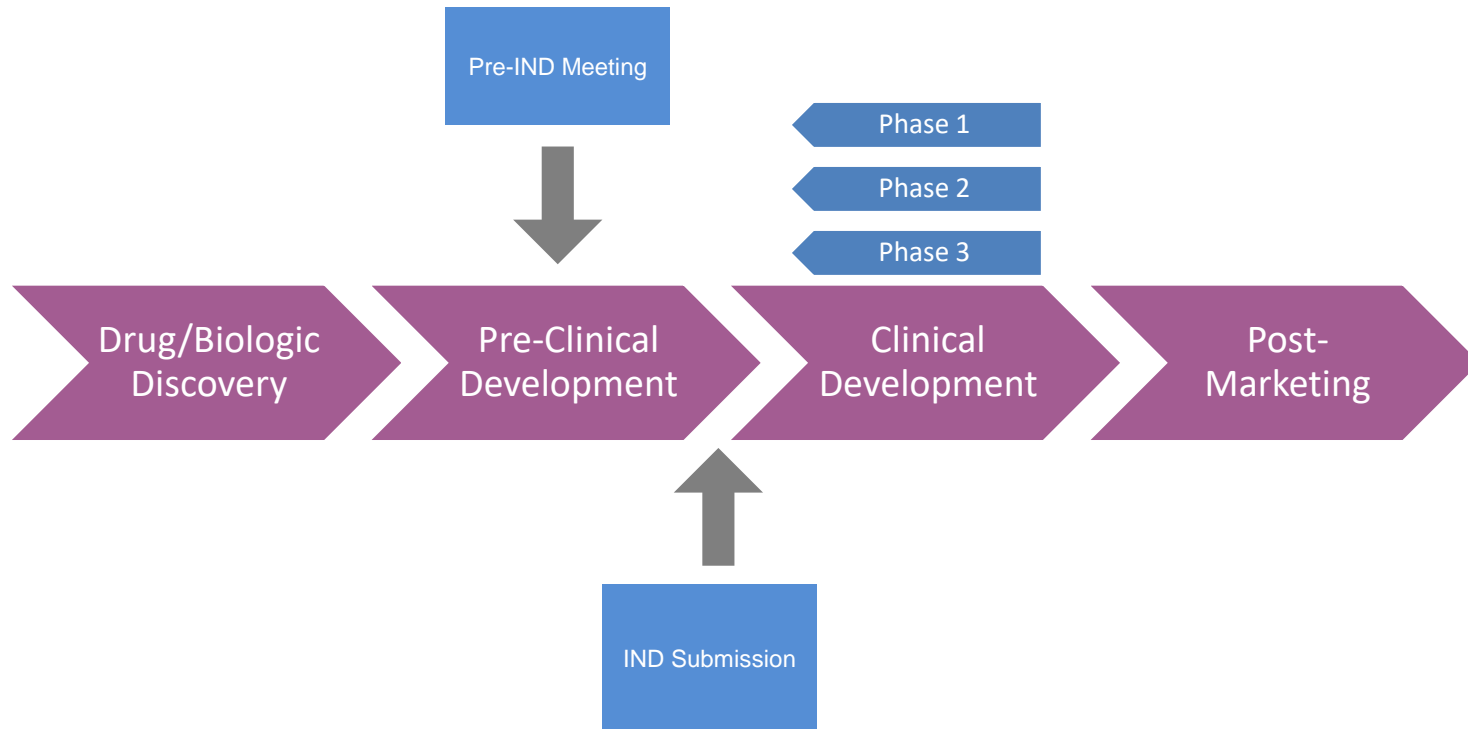 Pre-IND Meeting
Phase 1
Phase 2
Phase 3
Drug/Biologic
Discovery
Pre-Clinical
Development
Clinical
Development
Post-
Marketing
IND Submission